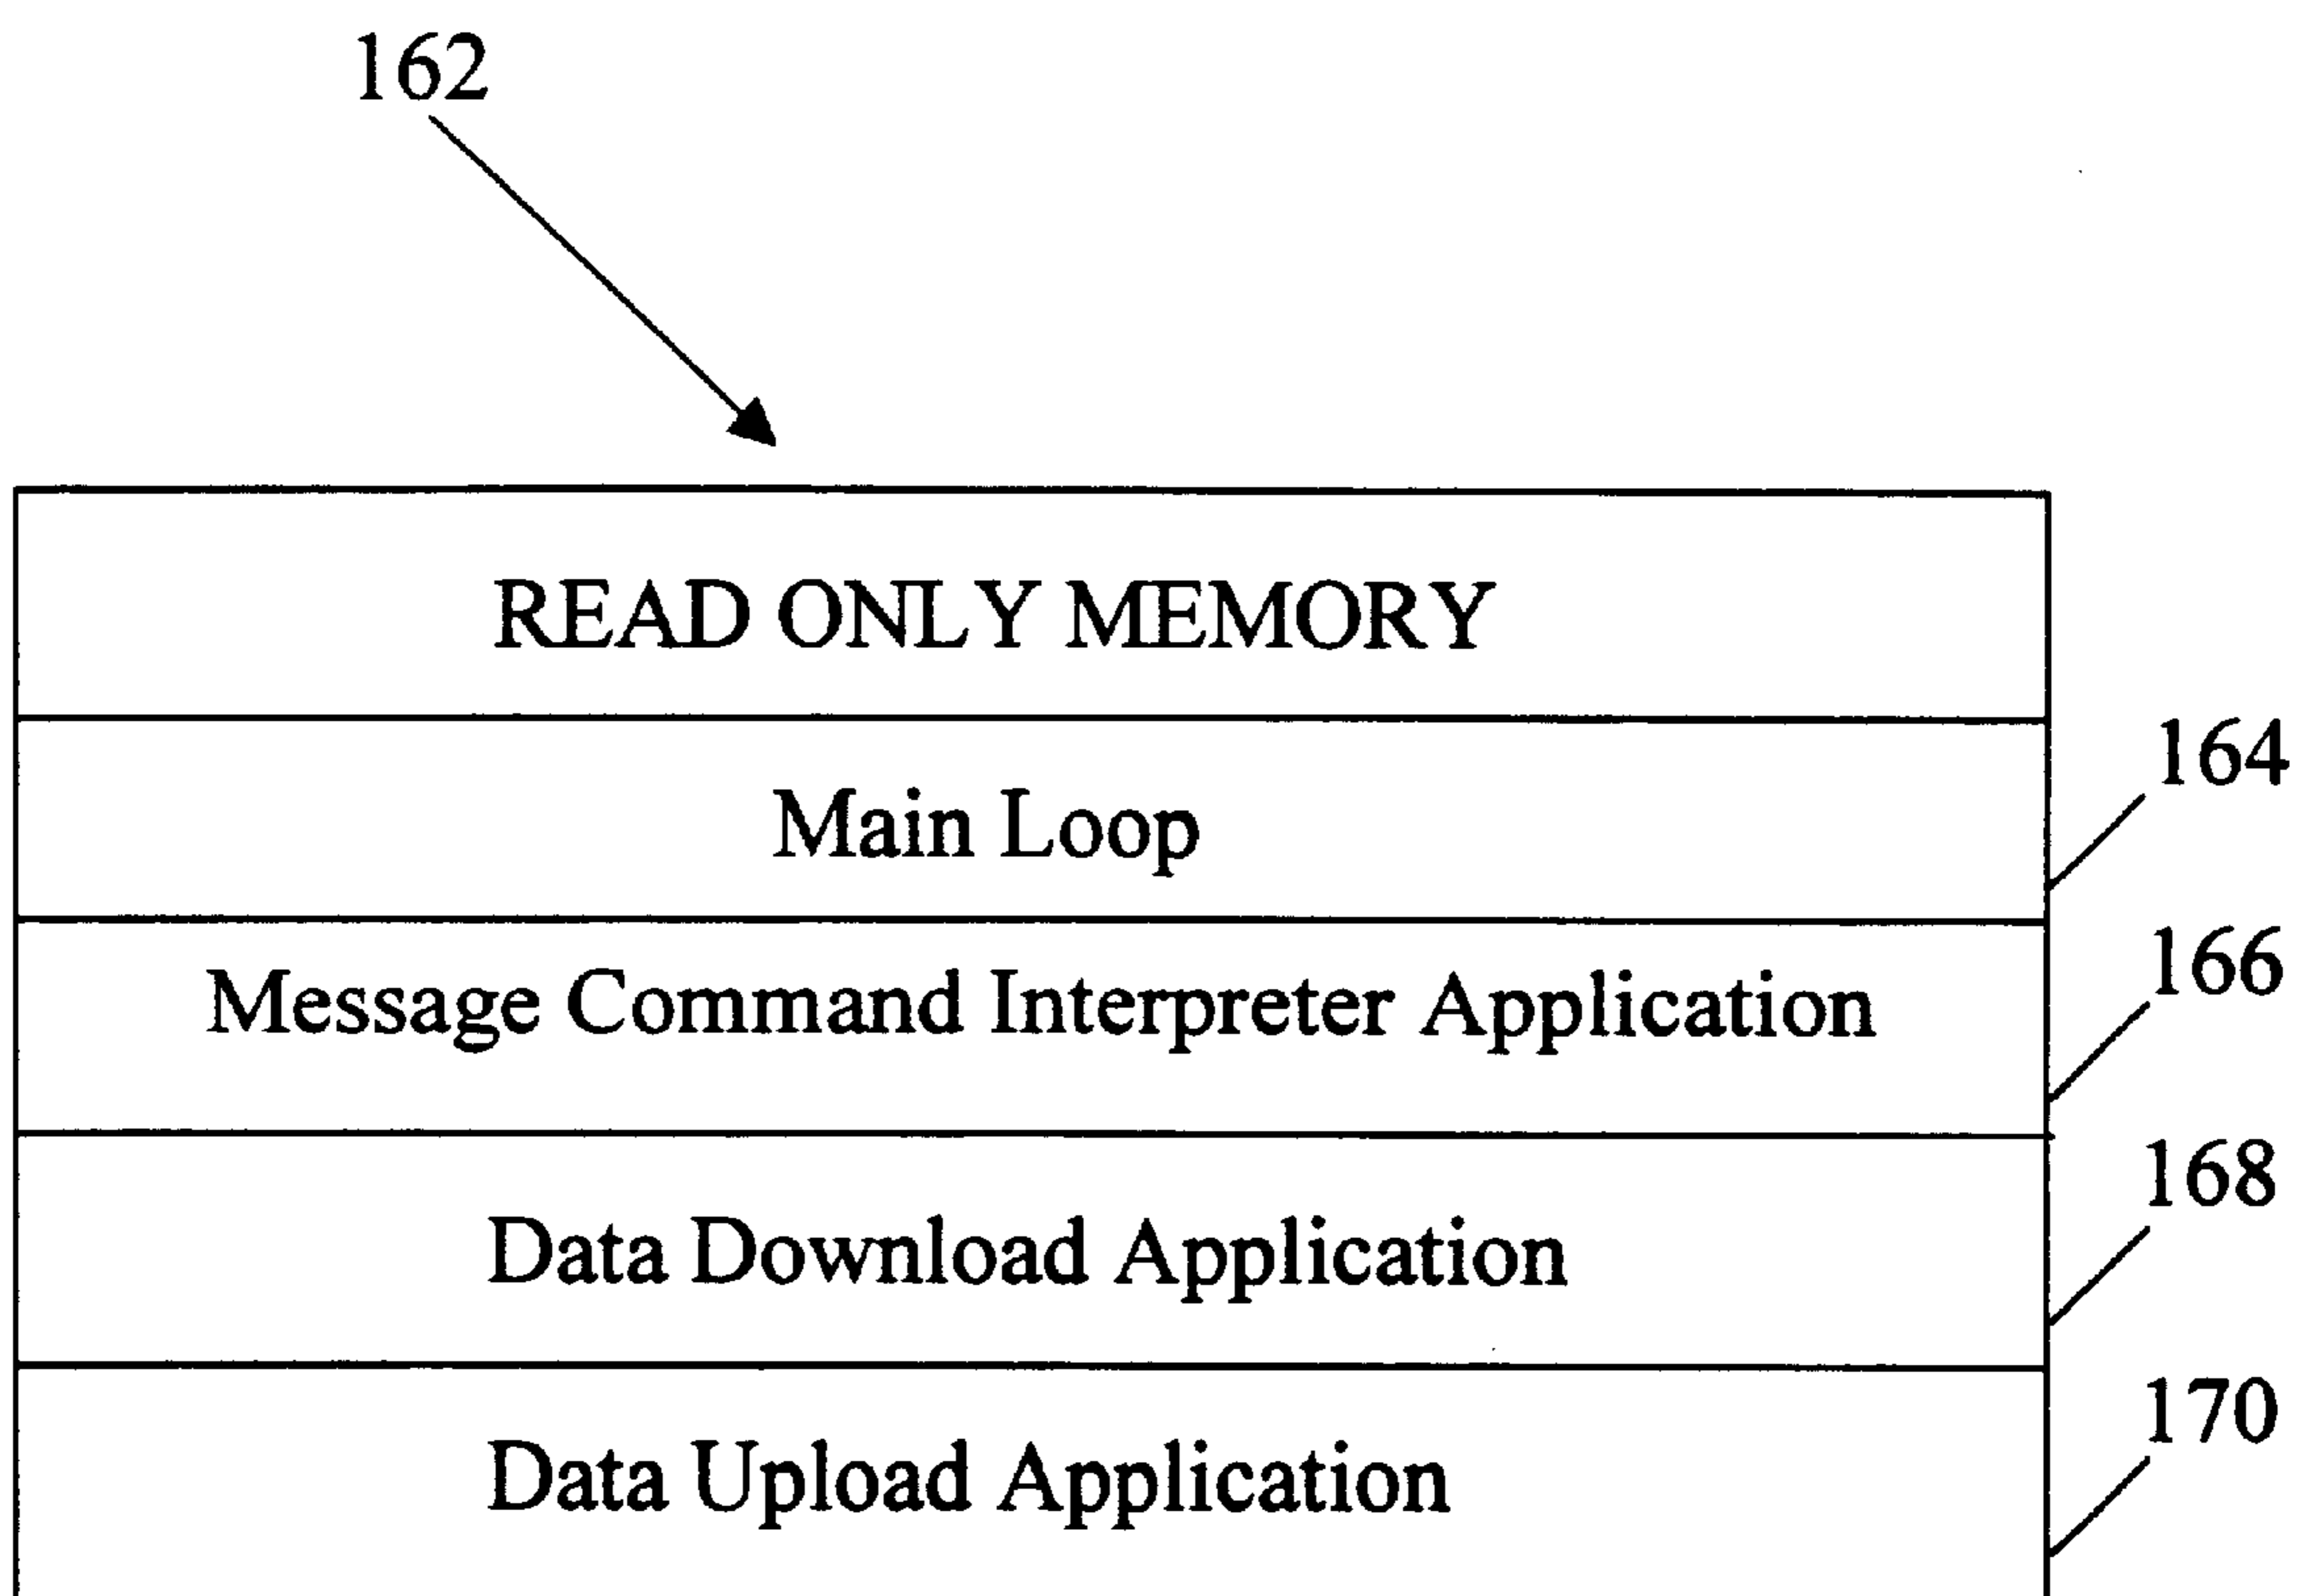 162
READ ONLY MEMORY
164
Main Loop
166
Message Command Interpreter Application
168
Data Download Application
170
Data Upload Application